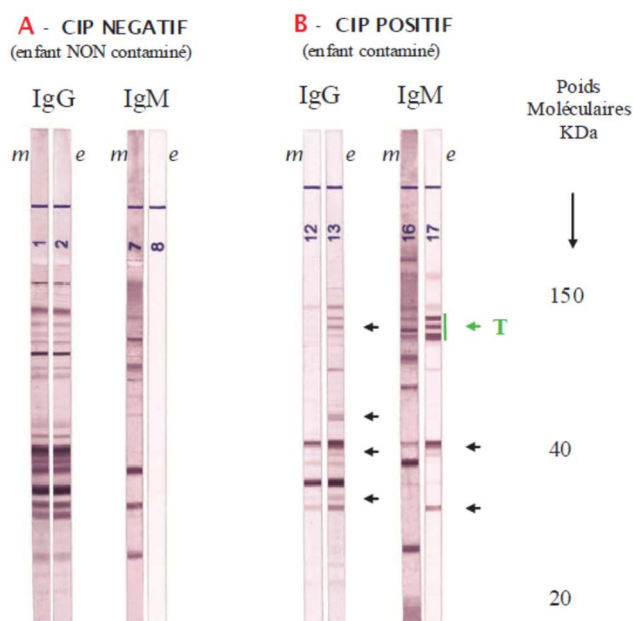 A - CIP NEGATIF
(enfant NON contaminé)
IgG IgM
m e m e
1 2 7 8
B - CIP POSITIF
(enfant contaminé)
IgG IgM
m e m e
12 13 16 17
Poids
Moléculaires
KDa
150
T
40
20